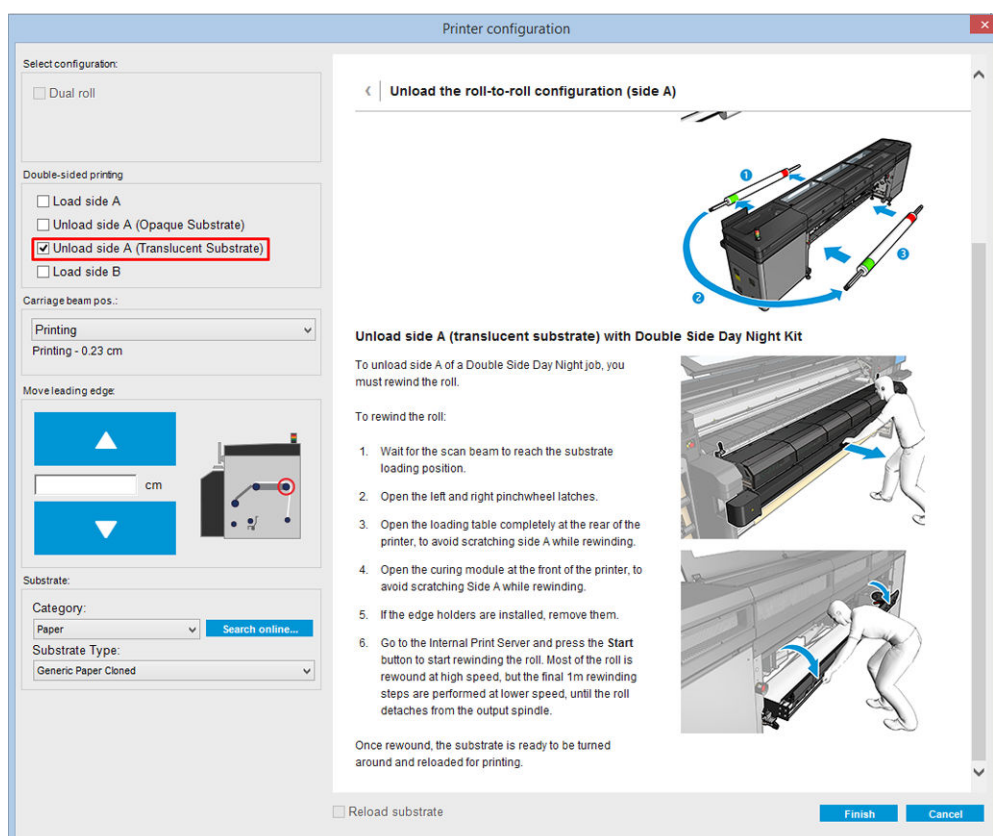 Printer configuration
Select configuration:
Dual roll
Double-sided printing
Load side A
Unload side A (Opaque Substrate)
Unload side A (Translucent Substrate)
Load side B
Carriage beam pos.:
Printing
Printing - 0.23 cm
Move leading edge:
cm
Substrate:
Category:
Paper
Search online...
Substrate Type:
Generic Paper Cloned
Unload the roll-to-roll configuration (side A)
1
2
3
Unload side A (translucent substrate) with Double Side Day Night Kit
To unload side A of a Double Side Day Night job, you
must rewind the roll.
To rewind the roll:
1. Wait for the scan beam to reach the substrate
loading position.
2. Open the left and right pinchwheel latches.
3. Open the loading table completely at the rear of the
printer, to avoid scratching side A while rewinding.
4. Open the curing module at the front of the printer, to
avoid scratching Side A while rewinding.
5. If the edge holders are installed, remove them.
6. Go to the Internal Print Server and press the Start
button to start rewinding the roll. Most of the roll is
rewound at high speed, but the final 1m rewinding
steps are performed at lower speed, until the roll
detaches from the output spindle.
Once rewound, the substrate is ready to be turned
around and reloaded for printing.
Reload substrate
Finish
Cancel